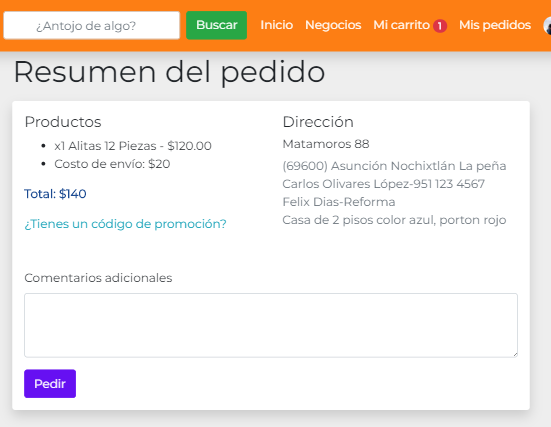 ¿Antojo de algo? Buscar Inicio Negocios Mi carrito 1 Mis pedidos
Resumen del pedido
Productos
x1 Alitas 12 Piezas - $120.00
Costo de envío: $20
Total: $140
¿Tienes un código de promoción?
Dirección
Matamoros 88
(69600) Asunción Nochixtlán La peña
Carlos Olivares López-951 123 4567
Felix Dias-Reforma
Casa de 2 pisos color azul, porton rojo
Comentarios adicionales
Pedir